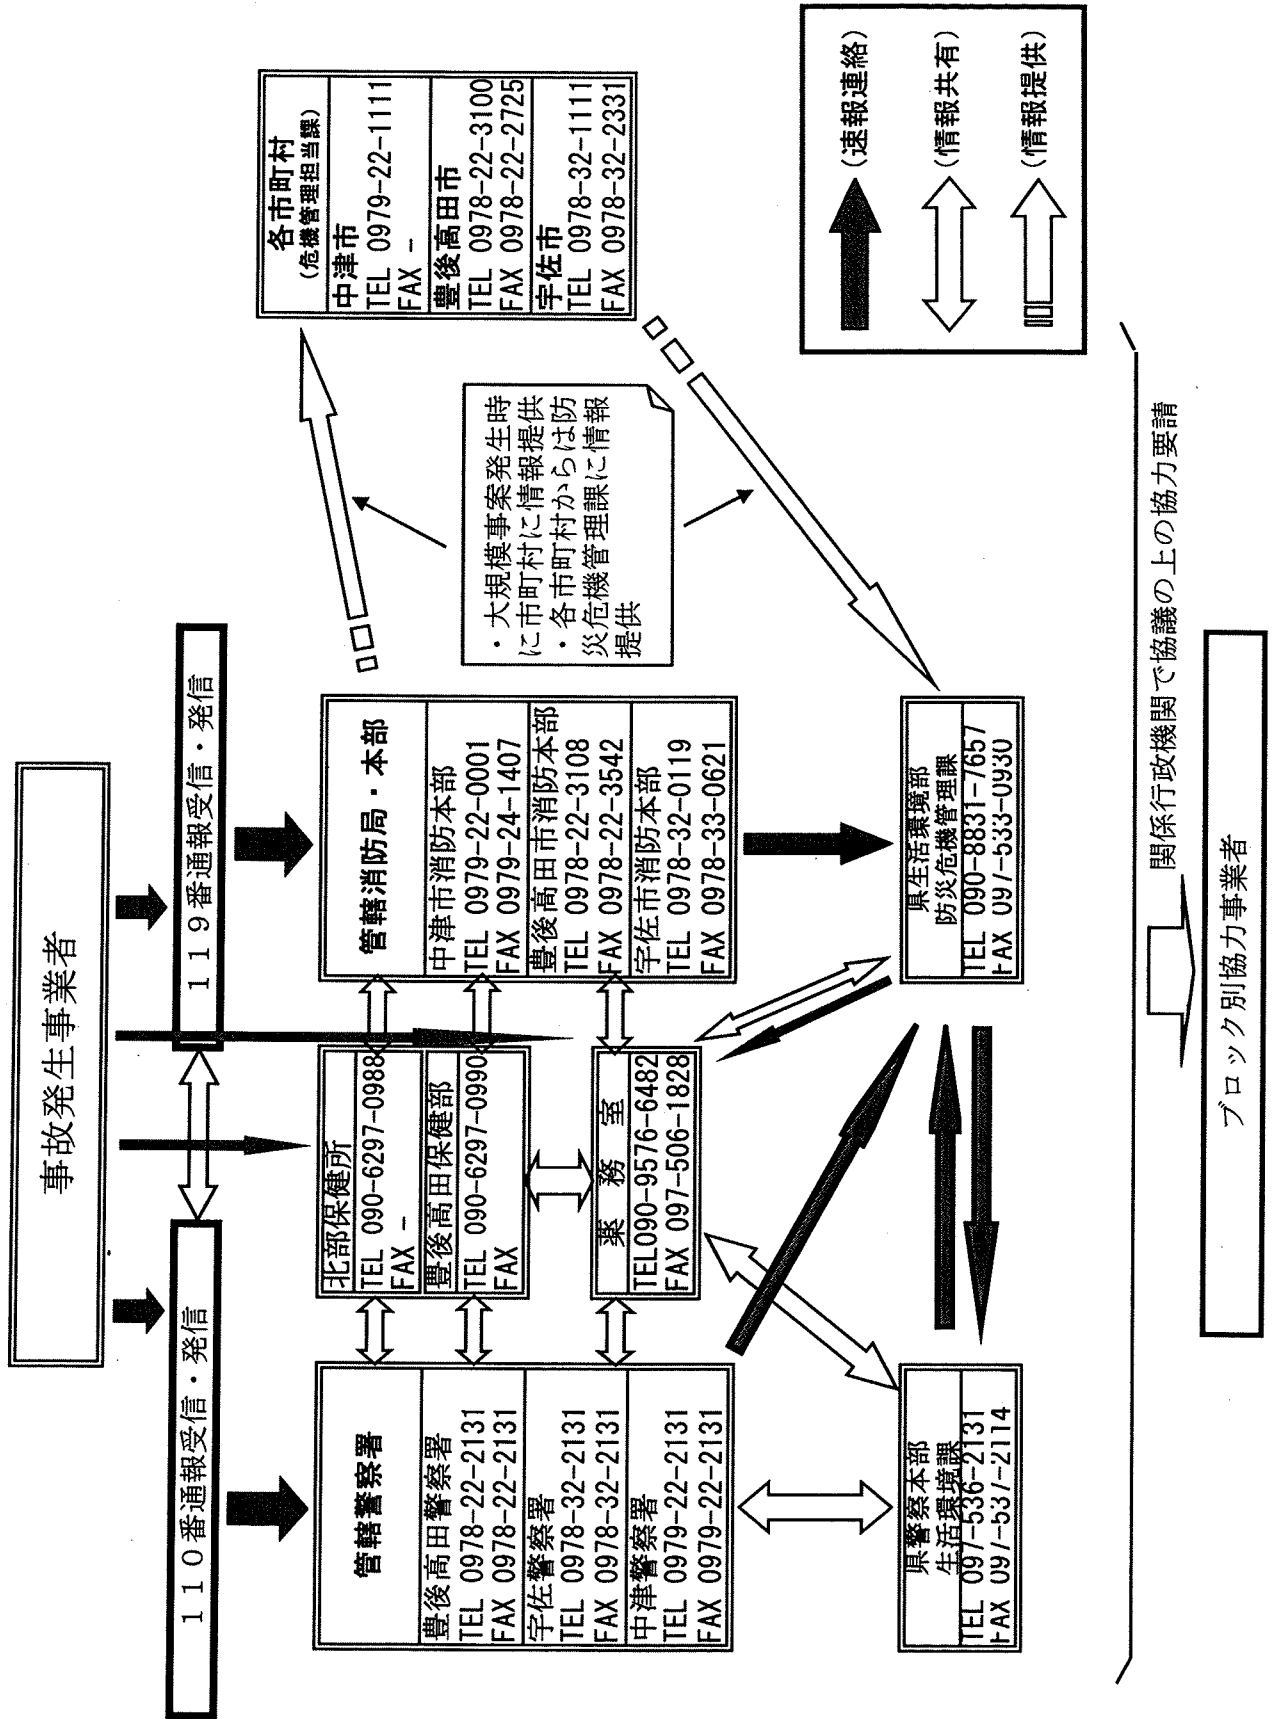 事故発生事業者
110番通報受信・発信
119番通報受信・発信
管轄警察署
豊後高田警察署
TEL 0978-22-2131
FAX 0978-22-2131
宇佐警察署
TEL 0978-32-2131
FAX 0978-32-2131
中津警察署
TEL 0979-22-2131
FAX 0979-22-2131
北部保健所
TEL 090-6297-0988
FAX -
豊後高田保健部
TEL 090-6297-0990
FAX
薬務室
TEL090-9576-6482
FAX 097-506-1828
管轄消防局・本部
中津市消防本部
TEL 0979-22-0001
FAX 0979-24-1407
豊後高田市消防本部
TEL 0978-22-3108
FAX 0978-22-3542
宇佐市消防本部
TEL 0978-32-0119
FAX 0978-33-0621
各市町村
(危機管理担当課)
中津市
TEL 0979-22-1111
FAX -
豊後高田市
TEL 0978-22-3100
FAX 0978-22-2725
宇佐市
TEL 0978-32-1111
FAX 0978-32-2331
・大規模事案発生時
に市町村に情報提供
・各市町村からは防
災危機管理課に情報
提供
県警察本部
生活環境課
TEL 097-536-2131
FAX 097-537-2114
県生活環境部
防災危機管理課
TEL 090-8831-7657
FAX 097-533-0930
(速報連絡)
(情報共有)
(情報提供)
関係行政機関で協議の上の協力要請
ブロック別協力事業者